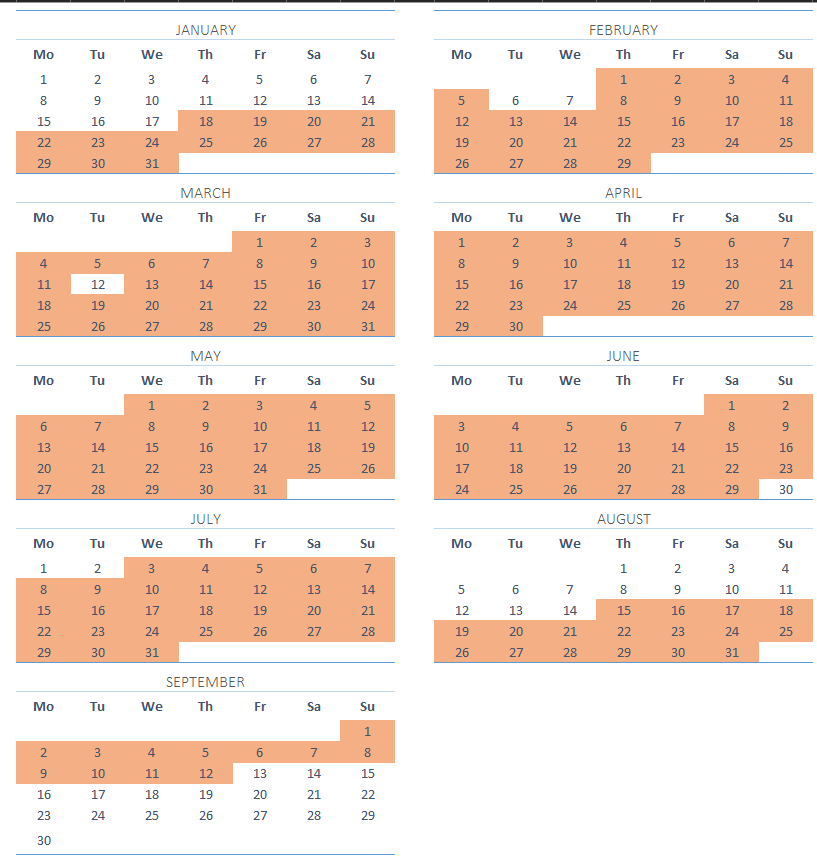 JANUARY
Mo Tu We Th Fr Sa Su
1 2 3 4 5 6 7
8 9 10 11 12 13 14
15 16 17 18 19 20 21
22 23 24 25 26 27 28
29 30 31
FEBRUARY
Mo Tu We Th Fr Sa Su
1 2 3 4
5 6 7 8 9 10 11
12 13 14 15 16 17 18
19 20 21 22 23 24 25
26 27 28 29
MARCH
Mo Tu We Th Fr Sa Su
1 2 3
4 5 6 7 8 9 10
11 12 13 14 15 16 17
18 19 20 21 22 23 24
25 26 27 28 29 30 31
APRIL
Mo Tu We Th Fr Sa Su
1 2 3 4 5 6 7
8 9 10 11 12 13 14
15 16 17 18 19 20 21
22 23 24 25 26 27 28
29 30
MAY
Mo Tu We Th Fr Sa Su
1 2 3 4 5
6 7 8 9 10 11 12
13 14 15 16 17 18 19
20 21 22 23 24 25 26
27 28 29 30 31
JUNE
Mo Tu We Th Fr Sa Su
1 2
3 4 5 6 7 8 9
10 11 12 13 14 15 16
17 18 19 20 21 22 23
24 25 26 27 28 29 30
JULY
Mo Tu We Th Fr Sa Su
1 2 3 4 5 6 7
8 9 10 11 12 13 14
15 16 17 18 19 20 21
22 23 24 25 26 27 28
29 30 31
AUGUST
Mo Tu We Th Fr Sa Su
1 2 3 4
5 6 7 8 9 10 11
12 13 14 15 16 17 18
19 20 21 22 23 24 25
26 27 28 29 30 31
SEPTEMBER
Mo Tu We Th Fr Sa Su
1
2 3 4 5 6 7 8
9 10 11 12 13 14 15
16 17 18 19 20 21 22
23 24 25 26 27 28 29
30